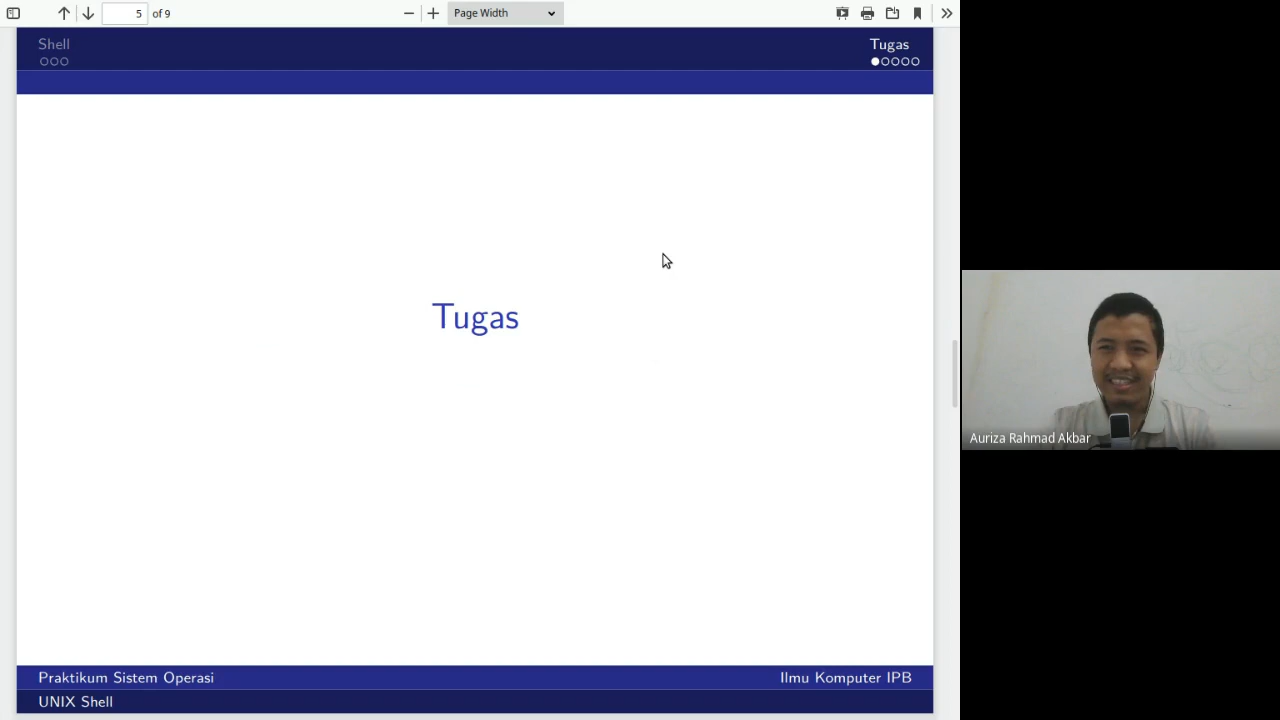 5 of 9
Page Width
Shell
Tugas
Tugas
Auriza Rahmad Akbar
Praktikum Sistem Operasi
Ilmu Komputer IPB
UNIX Shell